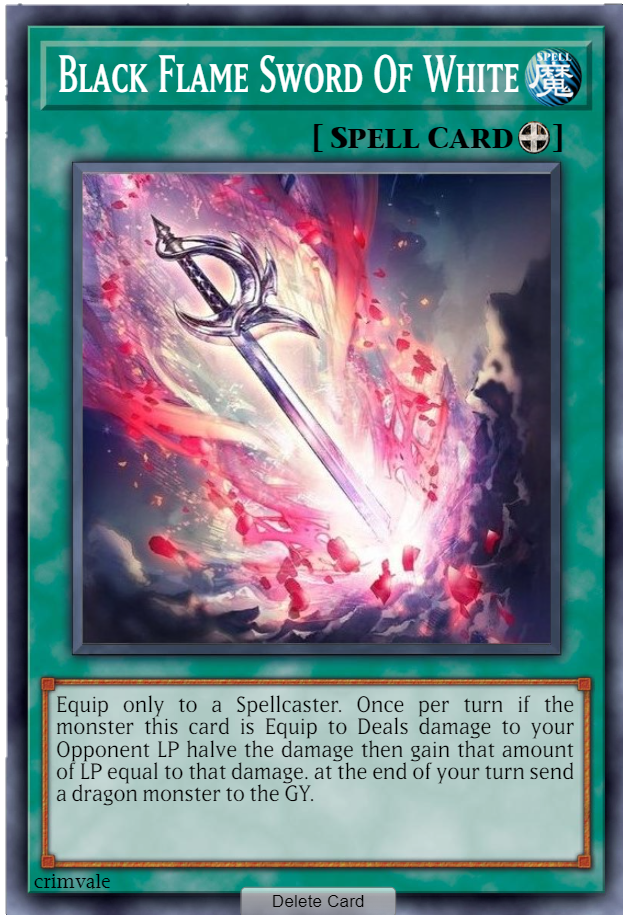 BLACK FLAME SWORD OF WHITE
SPELL
魔
[ SPELL CARD ]
Equip only to a Spellcaster. Once per turn if the
monster this card is Equip to Deals damage to your
Opponent LP halve the damage then gain that amount
of LP equal to that damage. at the end of your turn send
a dragon monster to the GY.
crimvale
Delete Card